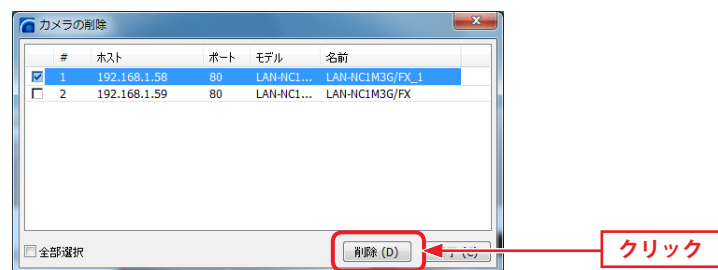 カメラの削除
# ホスト ポート モデル 名前
1 192.168.1.58 80 LAN-NC1... LAN-NC1M3G/FX_1
2 192.168.1.59 80 LAN-NC1... LAN-NC1M3G/FX
全部選択 削除 (D)
クリック